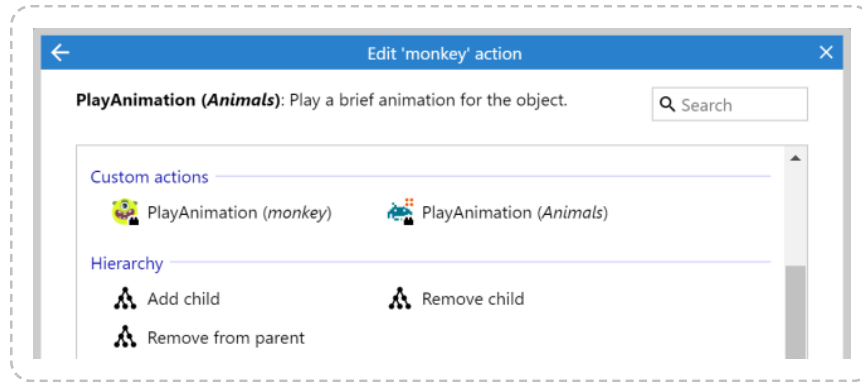 Edit 'monkey' action
PlayAnimation (Animals): Play a brief animation for the object.
Search
Custom actions
PlayAnimation (monkey)
PlayAnimation (Animals)
Hierarchy
Add child
Remove child
Remove from parent